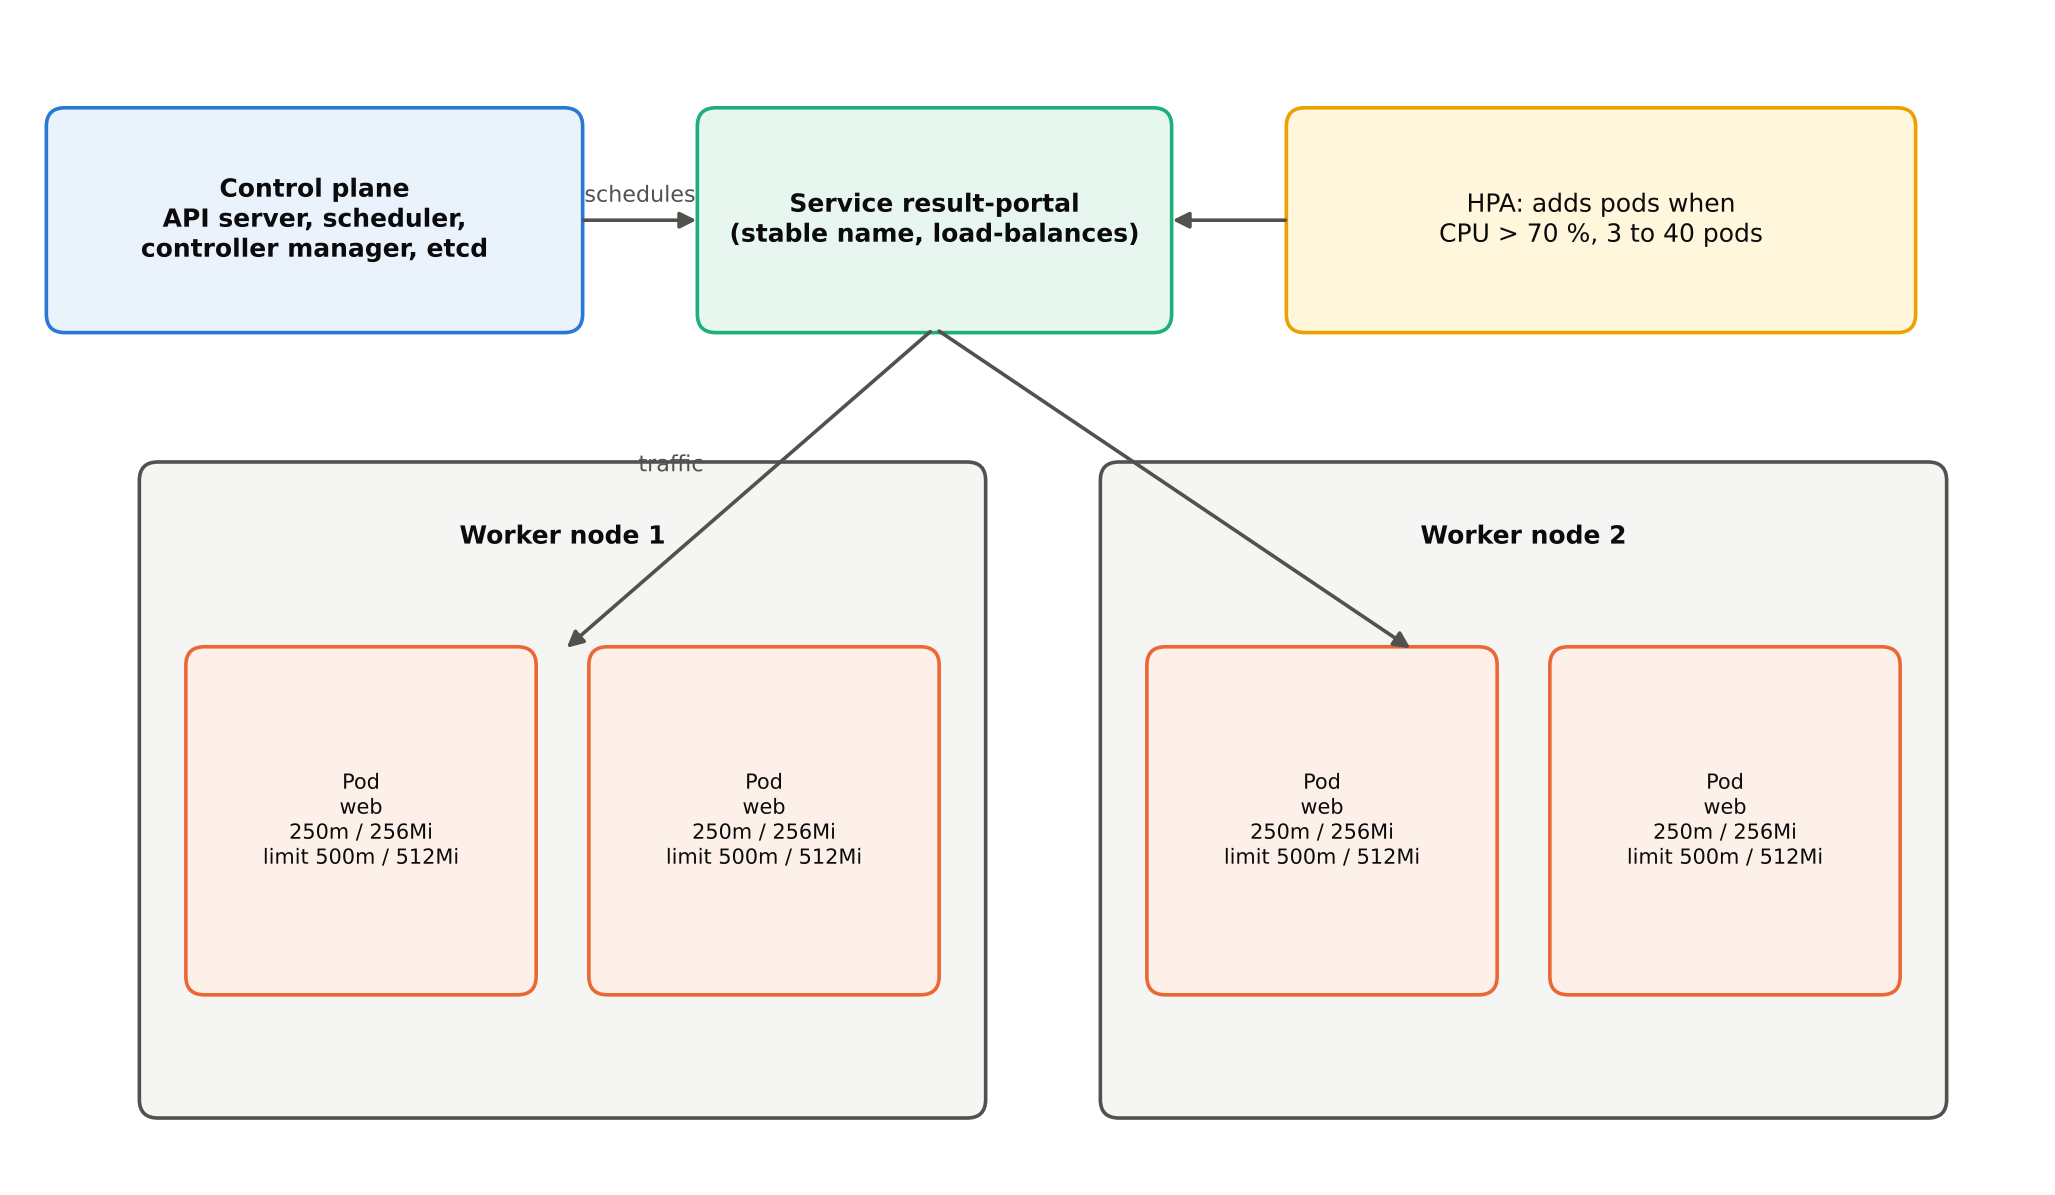 Control plane
API server, scheduler,
controller manager, etcd
schedules
Service result-portal
(stable name, load-balances)
HPA: adds pods when
CPU > 70 %, 3 to 40 pods
traffic
Worker node 1
Worker node 2
Pod
web
250m / 256Mi
limit 500m / 512Mi
Pod
web
250m / 256Mi
limit 500m / 512Mi
Pod
web
250m / 256Mi
limit 500m / 512Mi
Pod
web
250m / 256Mi
limit 500m / 512Mi